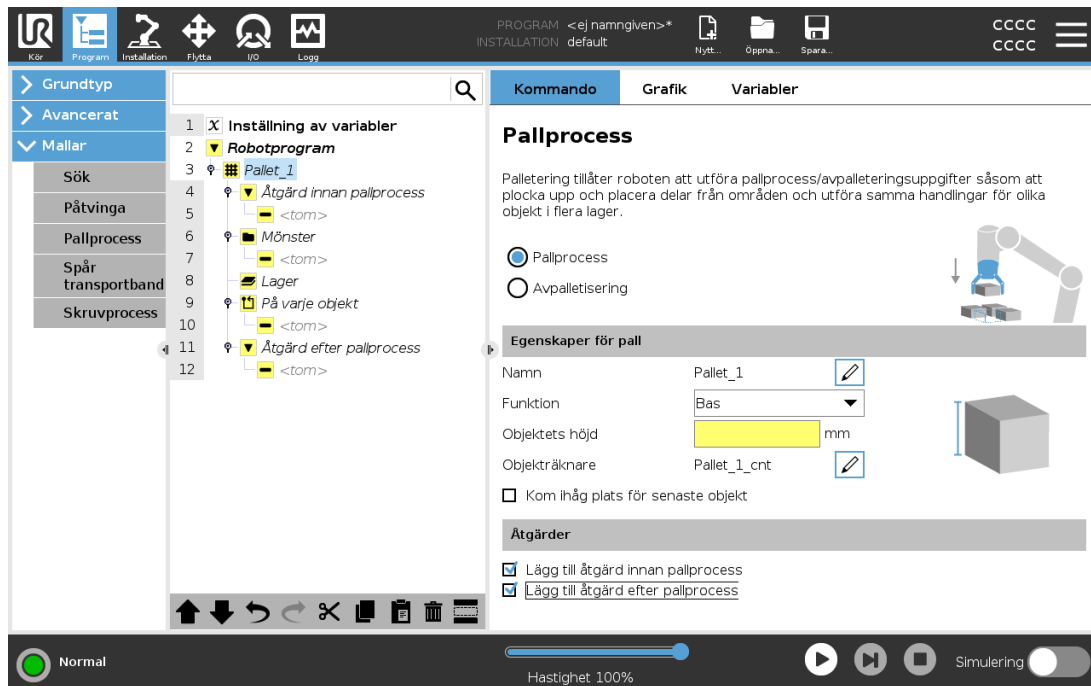 UR
Kör
Program
Installation
Flytta
I/O
Logg
PROGRAM <ej namngiven>*
INSTALLATION default
Nytt...
Öppna...
Spara...
CCCC
CCCC
Grundtyp
Avancerat
Mallar
Sök
Påtvinga
Pallprocess
Spår
transportband
Skruvprocess
1 X Inställning av variabler
2 Robotprogram
3 Pallet_1
4 Åtgärd innan pallprocess
5 <tom>
6 Mönster
7 <tom>
8 Lager
9 På varje objekt
10 <tom>
11 Åtgärd efter pallprocess
12 <tom>
Kommando Grafik Variabler
Pallprocess
Palletering tillåter roboten att utföra pallprocess/avpalleteringsuppgifter såsom att
plocka upp och placera delar från områden och utföra samma handlingar för olika
objekt i flera lager.
Pallprocess
Avpalletisering
Egenskaper för pall
Namn Pallet_1
Funktion Bas
Objektets höjd mm
Objekträknare Pallet_1_cnt
Kom ihåg plats för senaste objekt
Åtgärder
Lägg till åtgärd innan pallprocess
Lägg till åtgärd efter pallprocess
Normal
Hastighet 100%
Simulering